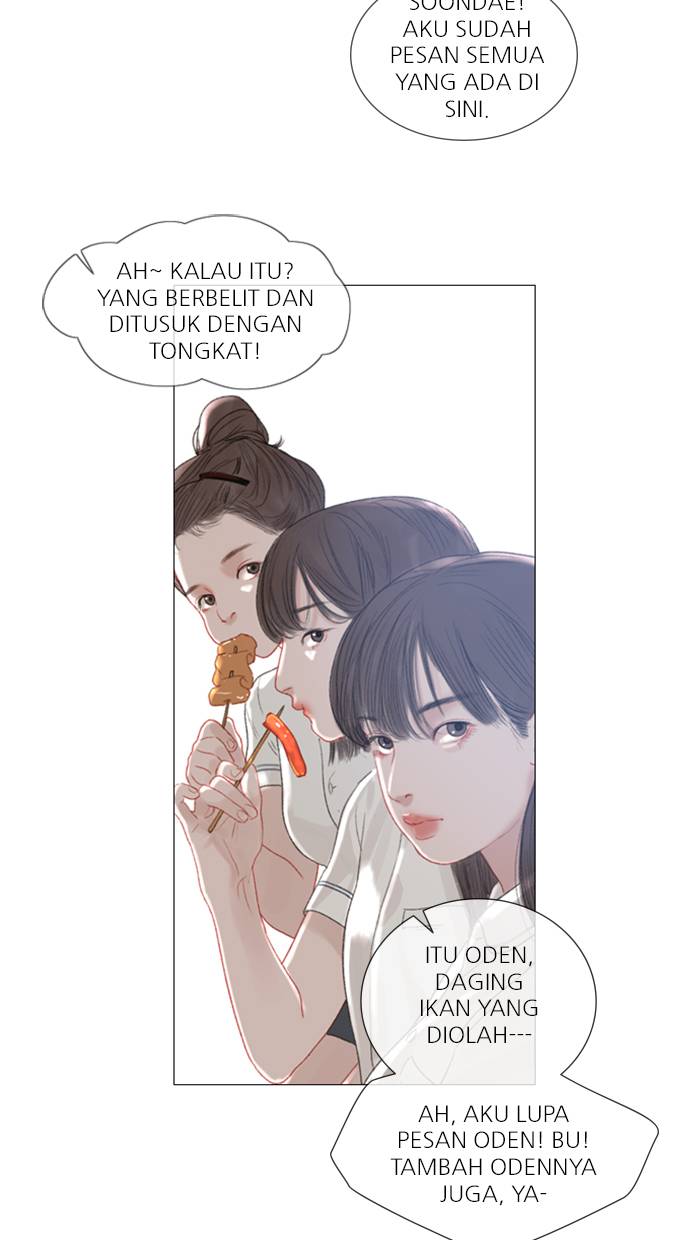 SOONDAE!
AKU SUDAH
PESAN SEMUA
YANG ADA DI
SINI.
AH~ KALAU ITU?
YANG BERBELIT DAN
DITUSUK DENGAN
TONGKAT!
ITU ODEN,
DAGING
IKAN YANG
DIOLAH---
AH, AKU LUPA
PESAN ODEN! BU!
TAMBAH ODENNYA
JUGA, YA-